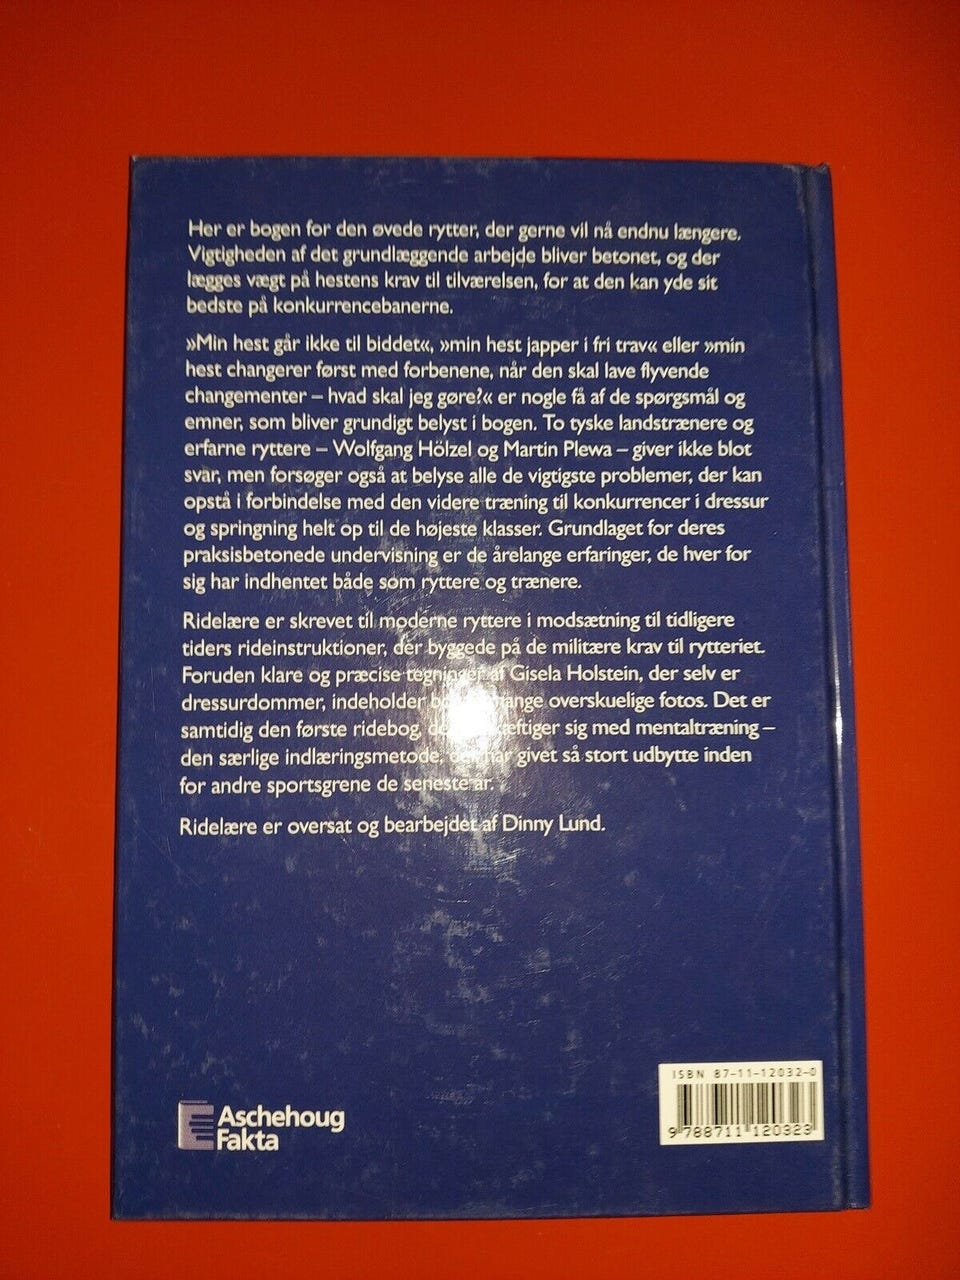 Her er bogen for den øvede rytter, der gerne vil nå endnu længere.
Vigtigheden af det grundlæggende arbejde bliver betonet, og der
lægges vægt på hestens krav til tilværelsen, for at den kan yde sit
bedste på konkurrencebanerne.
»Min hest går ikke til biddet«, »min hest japper i fri trav« eller »min
hest changerer først med forbenene, når den skal lave flyvende
changementer – hvad skal jeg gøre?« er nogle få af de spørgsmål og
emner, som bliver grundigt belyst i bogen. To tyske landstrænere og
erfarne ryttere – Wolfgang Hölzel og Martin Plewa – giver ikke blot
svar, men forsøger også at belyse alle de vigtigste problemer, der kan
opstå i forbindelse med den videre træning til konkurrencer i dressur
og springning helt op til de højeste klasser. Grundlaget for deres
praksisbetonede undervisning er de årelange erfaringer, de hver for
sig har indhentet både som ryttere og trænere.
Ridelære er skrevet til moderne ryttere i modsætning til tidligere
tiders rideinstruktioner, der byggede på de militære krav til rytteriet.
Foruden klare og præcise tegninger af Gisela Holstein, der selv er
dressurdommer, indeholder mange overskuelige fotos. Det er
samtidig den første ridebog, sig med mentaltræning –
den særlige indlæringsmetode, har givet så stort udbytte inden
for andre sportsgrene de seneste år.
Ridelære er oversat og bearbejdet af Dinny Lund.
Aschehoug
Fakta
ISBN 87-11-12032-0
9 788711 120323